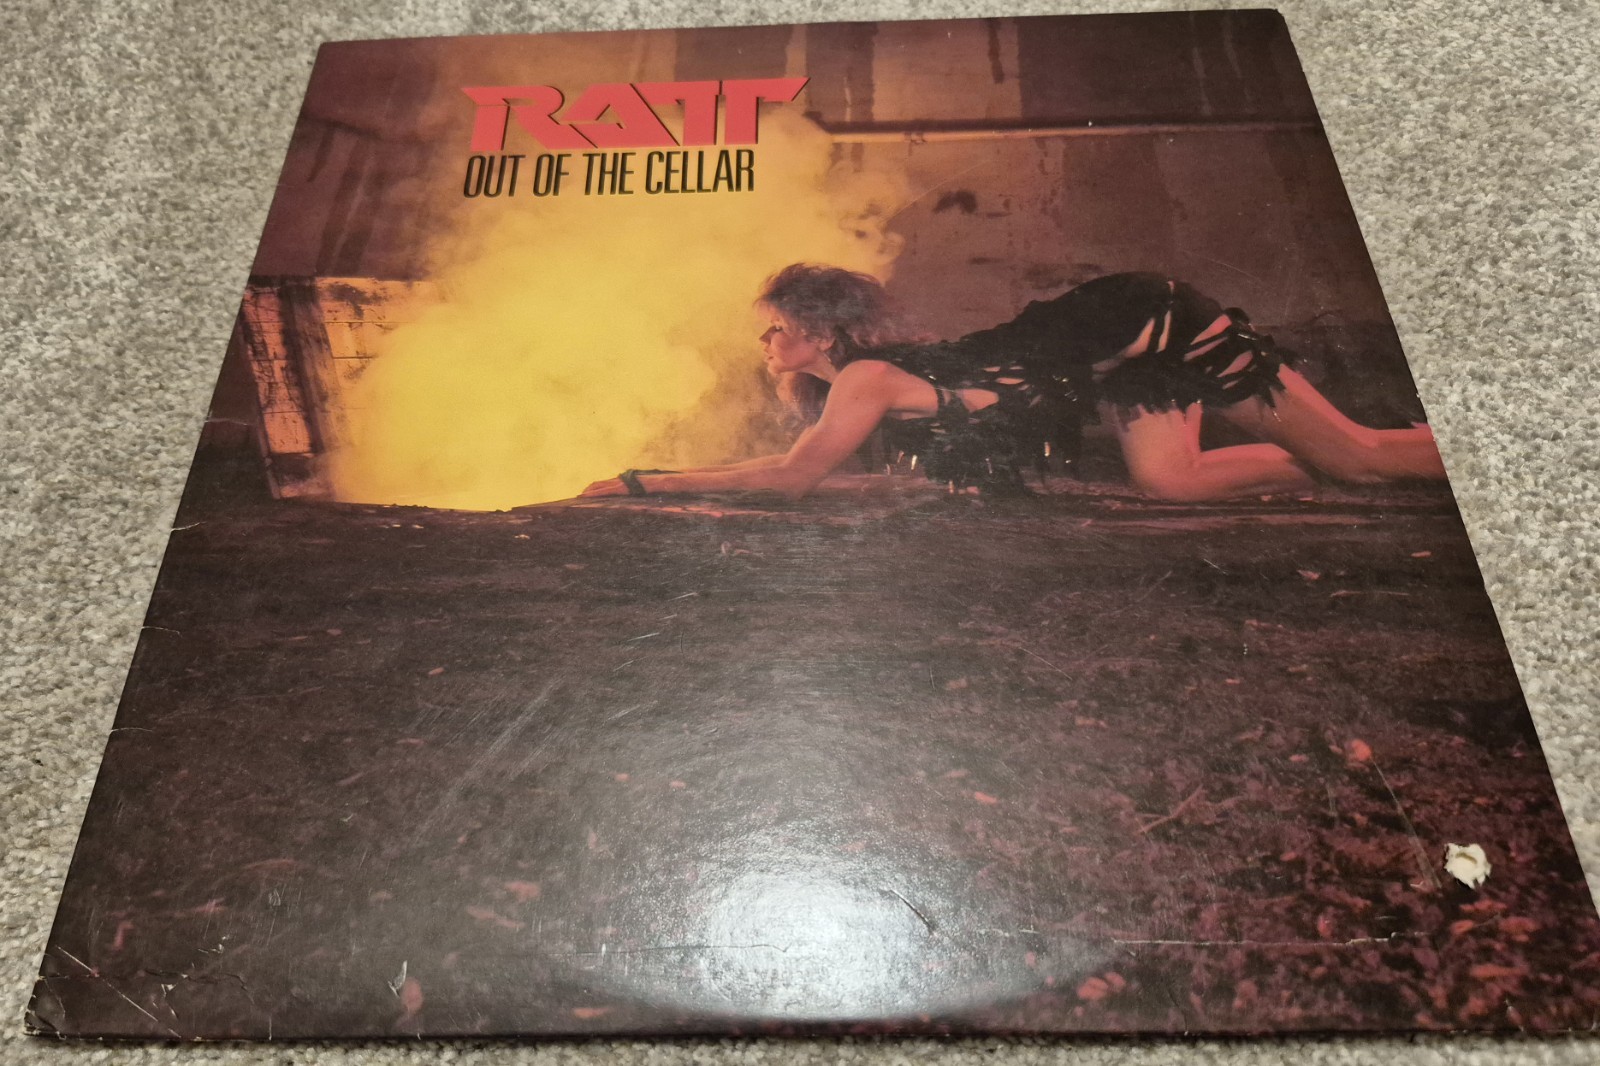 RATT
OUT OF THE CELLAR